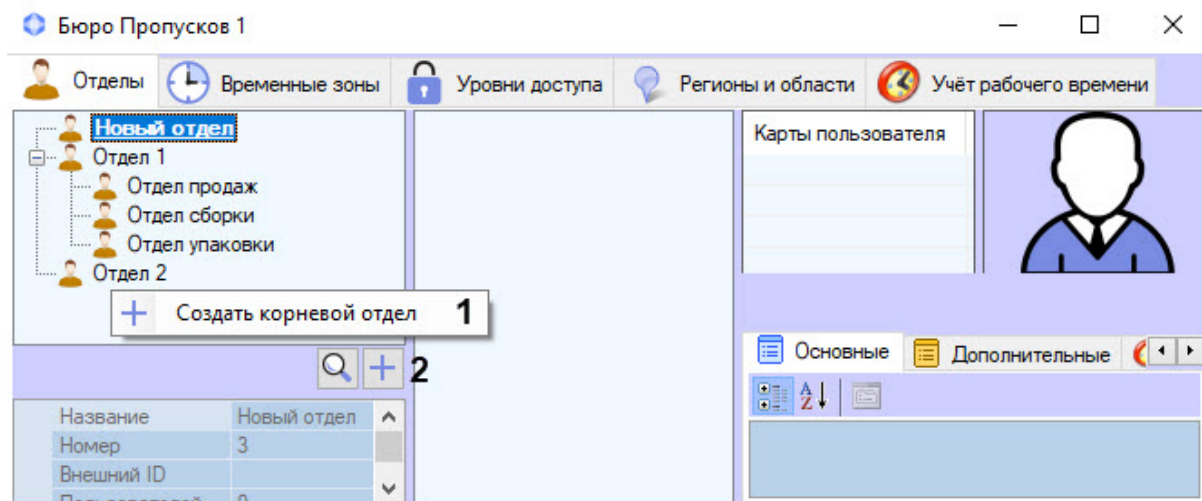 Бюро Пропусков 1
Отделы
Временные зоны
Уровни доступа
Регионы и области
Учёт рабочего времени
Новый отдел
Отдел 1
Отдел продаж
Отдел сборки
Отдел упаковки
Отдел 2
Создать корневой отдел 1
2
Название Новый отдел
Номер 3
Внешний ID
Карты пользователя
Основные
Дополнительные